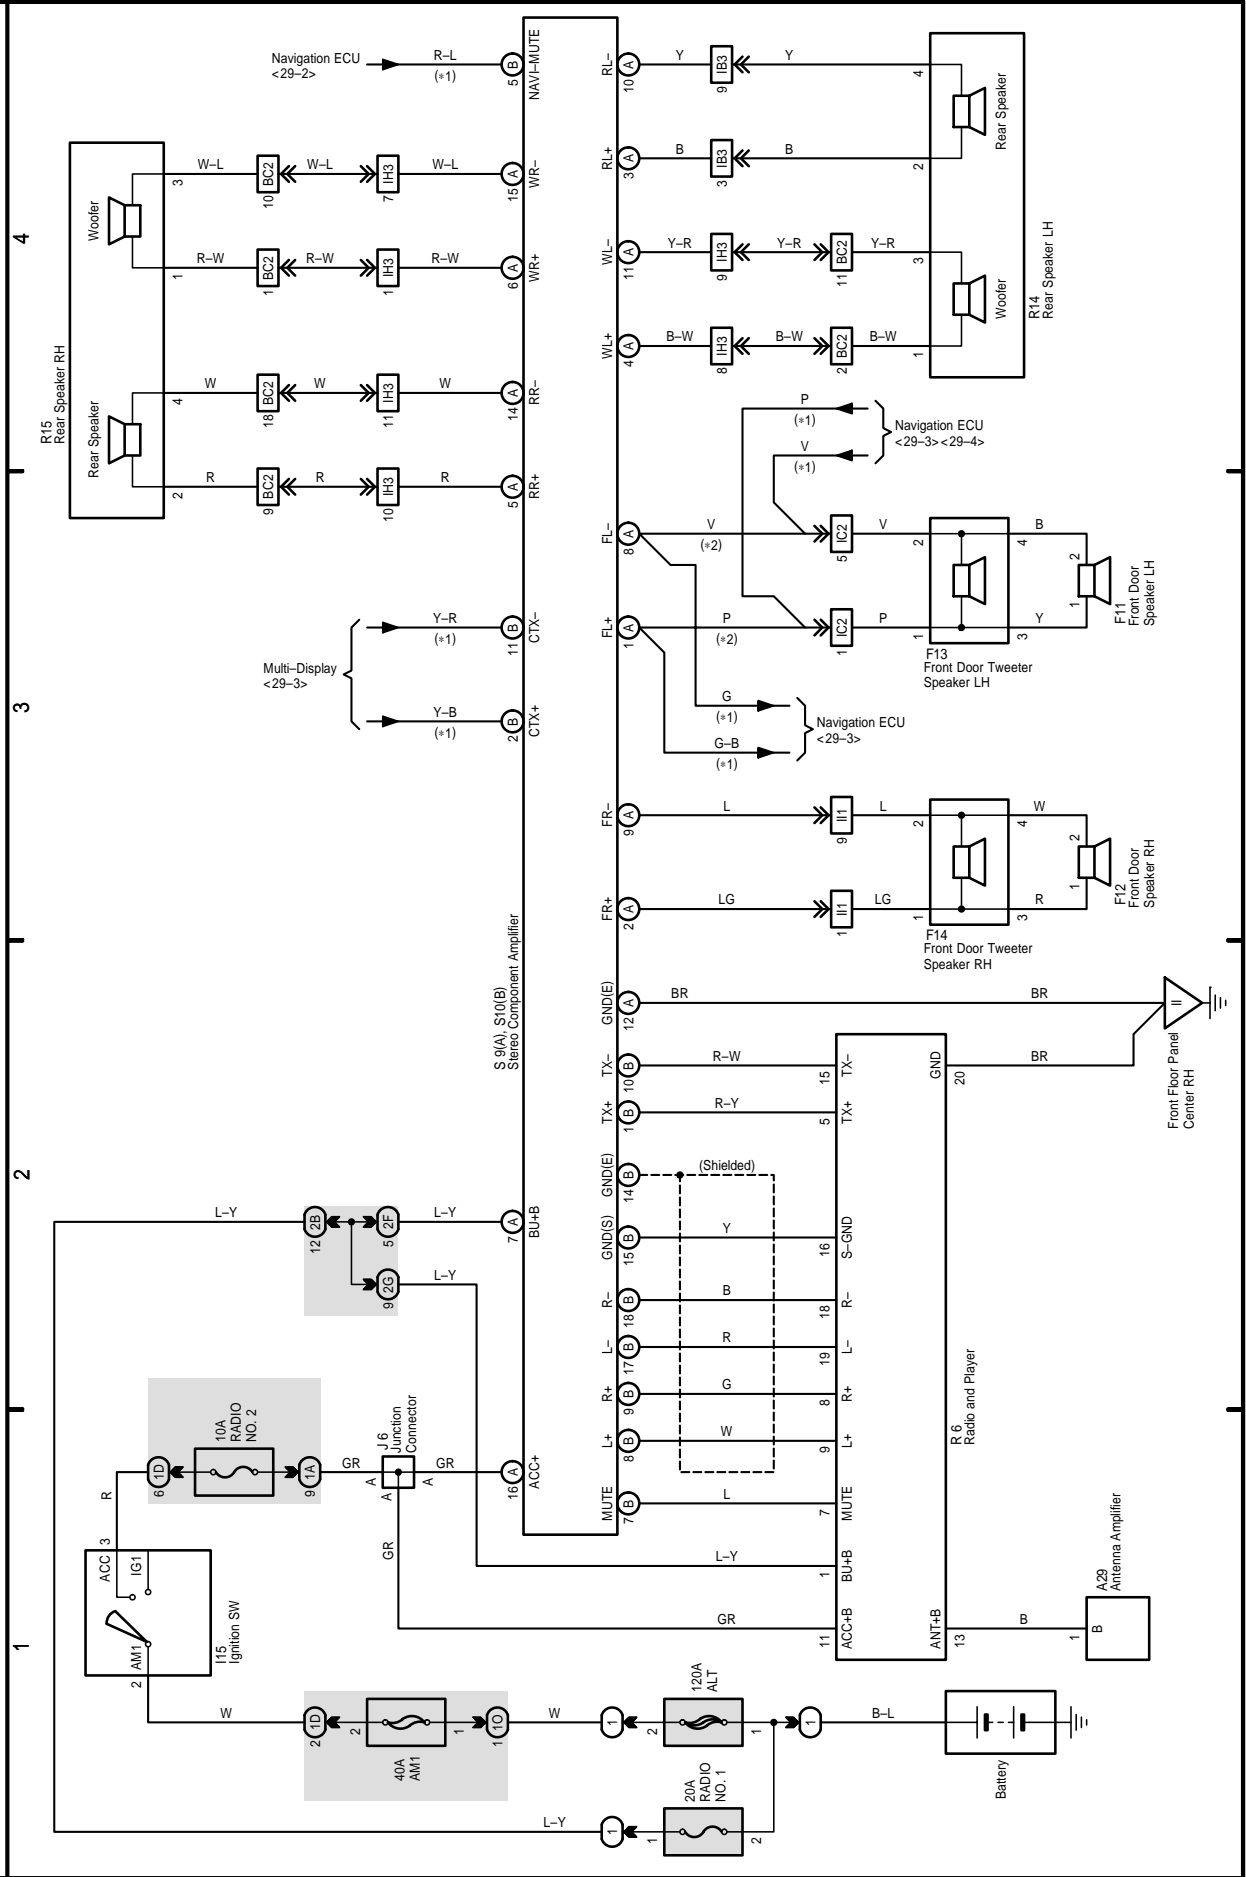 4
3
2
1
Navigation ECU
<29–2>
R–L
(*1)
5
B
NAVI–MUTE
R15
Rear Speaker RH
Woofer
3
W–L
10
BC2
W–L
7
IH3
W–L
15
A
WR–
1
R–W
1
BC2
R–W
1
IH3
R–W
6
A
WR+
Rear Speaker
4
W
18
BC2
W
11
IH3
W
14
A
RR–
2
R
9
BC2
R
10
IH3
R
5
A
RR+
Multi–Display
<29–3>
Y–R
(*1)
11
B
CTX–
Y–B
(*1)
2
B
CTX+
S 9(A), S10(B)
Stereo Component Amplifier
L–Y
12
2B
5
2F
L–Y
7
A
BU+B
9
2G
L–Y
10A
RADIO
NO. 2
R
6
1D
9
1A
GR
J 6
Junction
Connector
A
A
A
GR
GR
16
A
ACC+
ACC
3
IG1
AM1
2
I15
Ignition SW
W
2
1D
2
1
40A
AM1
1
1O
W
1
2
1
120A
ALT
1
B–L
Battery
L–Y
1
1
2
20A
RADIO
NO. 1
RL–
10
A
Y
9
IB3
Y
4
RL+
3
A
B
3
IB3
B
2
Rear Speaker
WL–
11
A
Y–R
9
IH3
Y–R
11
BC2
Y–R
3
WL+
4
A
B–W
8
IH3
B–W
2
BC2
B–W
1
Woofer
R14
Rear Speaker LH
P
(*1)
V
(*1)
Navigation ECU
<29–3><29–4>
FL–
8
A
V
(*2)
5
IC2
V
2
4
B
2
FL+
1
A
P
(*2)
1
IC2
P
1
3
Y
1
F13
Front Door Tweeter
Speaker LH
F11
Front Door
Speaker LH
G
(*1)
G–B
(*1)
Navigation ECU
<29–3>
FR–
9
A
L
9
II1
L
2
4
W
2
FR+
2
A
LG
1
II1
LG
1
3
R
1
F14
Front Door Tweeter
Speaker RH
F12
Front Door
Speaker RH
GND(E)
12
A
BR
BR
II
Front Floor Panel
Center RH
TX–
10
B
R–W
15
TX–
GND
20
BR
TX+
1
B
R–Y
5
TX+
GND(E)
14
B
(Shielded)
GND(S)
15
B
Y
16
S–GND
R–
18
B
B
18
R–
L–
17
B
R
19
L–
R+
9
B
G
8
R+
L+
8
B
W
9
L+
MUTE
7
B
L
7
MUTE
L–Y
1
BU+B
GR
11
ACC+B
R 6
Radio and Player
ANT+B
13
B
1
B
A29
Antenna Amplifier